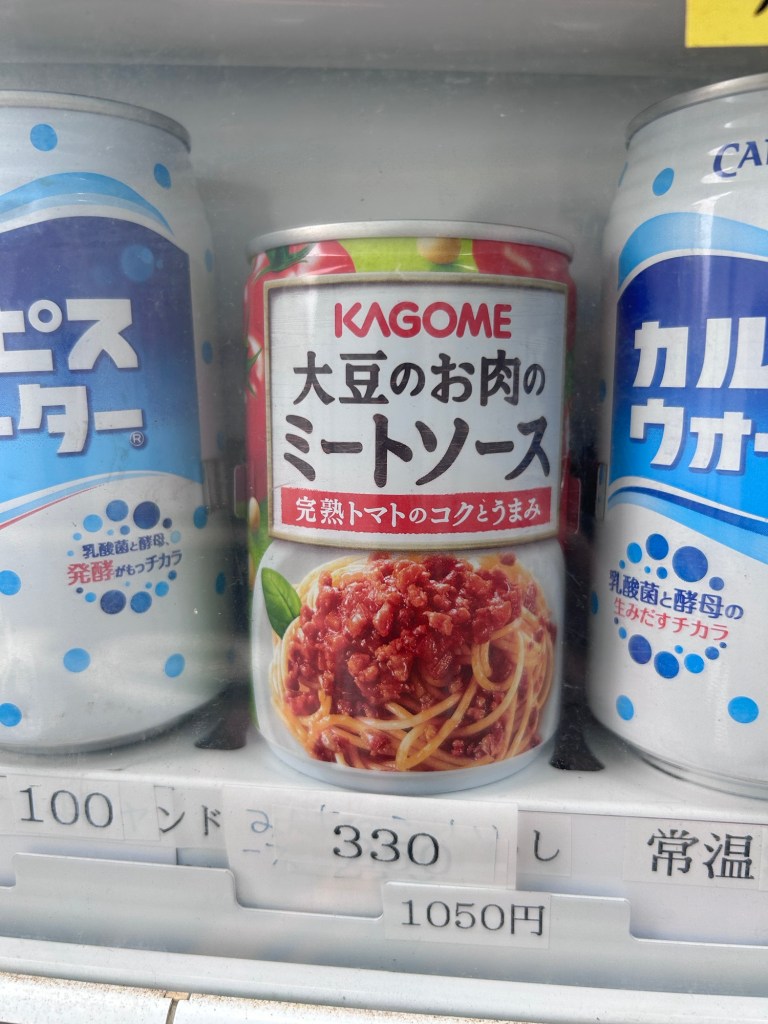 ピス
ーター®
乳酸菌と酵母、
発酵がもつチカラ
KAGOME
大豆のお肉の
ミートソース
完熟トマトのコクとうまみ
カル
ウォー
乳酸菌と酵母の
生みだすチカラ
100
ンド
330
し
常温
1050円